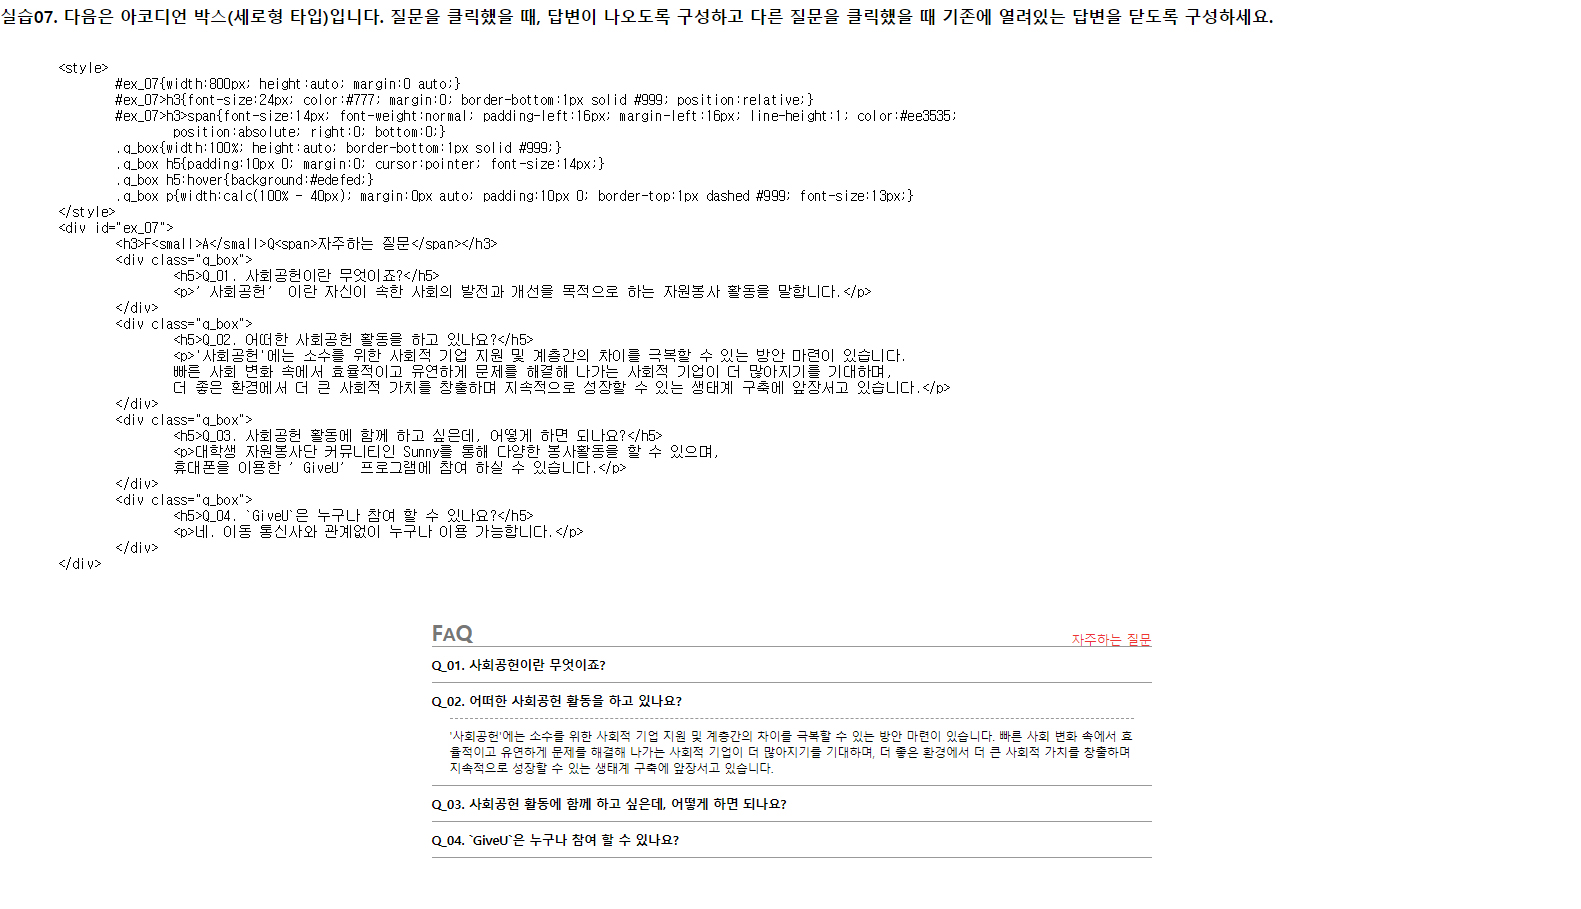 실습07. 다음은 아코디언 박스(세로형 타입)입니다. 질문을 클릭했을 때, 답변이 나오도록 구성하고 다른 질문을 클릭했을 때 기존에 열려있는 답변을 닫도록 구성하세요.
<style>
#ex_07{width:800px; height:auto; margin:0 auto;}
#ex_07>h3{font-size:24px; color:#777; margin:0; border-bottom:1px solid #999; position:relative;}
#ex_07>h3>span{font-size:14px; font-weight:normal; padding-left:16px; margin-left:16px; line-height:1; color:#ee3535;
position:absolute; right:0; bottom:0;}
.q_box{width:100%; height:auto; border-bottom:1px solid #999;}
.q_box h5{padding:10px 0; margin:0; cursor:pointer; font-size:14px;}
.q_box h5:hover{background:#edefed;}
.q_box p{width:calc(100% - 40px); margin:0px auto; padding:10px 0; border-top:1px dashed #999; font-size:13px;}
</style>
<div id="ex_07">
<h3>F<small>A</small>Q<span>자주하는 질문</span></h3>
<div class="q_box">
<h5>Q_01. 사회공헌이란 무엇이죠?</h5>
<p>’사회공헌’ 이란 자신이 속한 사회의 발전과 개선을 목적으로 하는 자원봉사 활동을 말합니다.</p>
</div>
<div class="q_box">
<h5>Q_02. 어떠한 사회공헌 활동을 하고 있나요?</h5>
<p>'사회공헌'에는 소수를 위한 사회적 기업 지원 및 계층간의 차이를 극복할 수 있는 방안 마련이 있습니다.
빠른 사회 변화 속에서 효율적이고 유연하게 문제를 해결해 나가는 사회적 기업이 더 많아지기를 기대하며,
더 좋은 환경에서 더 큰 사회적 가치를 창출하며 지속적으로 성장할 수 있는 생태계 구축에 앞장서고 있습니다.</p>
</div>
<div class="q_box">
<h5>Q_03. 사회공헌 활동에 함께 하고 싶은데, 어떻게 하면 되나요?</h5>
<p>대학생 자원봉사단 커뮤니티인 Sunny를 통해 다양한 봉사활동을 할 수 있으며,
휴대폰을 이용한 ’GiveU’ 프로그램에 참여 하실 수 있습니다.</p>
</div>
<div class="q_box">
<h5>Q_04. `GiveU`은 누구나 참여 할 수 있나요?</h5>
<p>네. 이동 통신사와 관계없이 누구나 이용 가능합니다.</p>
</div>
</div>
FAQ 자주하는 질문
Q_01. 사회공헌이란 무엇이죠?
Q_02. 어떠한 사회공헌 활동을 하고 있나요?
'사회공헌'에는 소수를 위한 사회적 기업 지원 및 계층간의 차이를 극복할 수 있는 방안 마련이 있습니다. 빠른 사회 변화 속에서 효
율적이고 유연하게 문제를 해결해 나가는 사회적 기업이 더 많아지기를 기대하며, 더 좋은 환경에서 더 큰 사회적 가치를 창출하며
지속적으로 성장할 수 있는 생태계 구축에 앞장서고 있습니다.
Q_03. 사회공헌 활동에 함께 하고 싶은데, 어떻게 하면 되나요?
Q_04. `GiveU`은 누구나 참여 할 수 있나요?